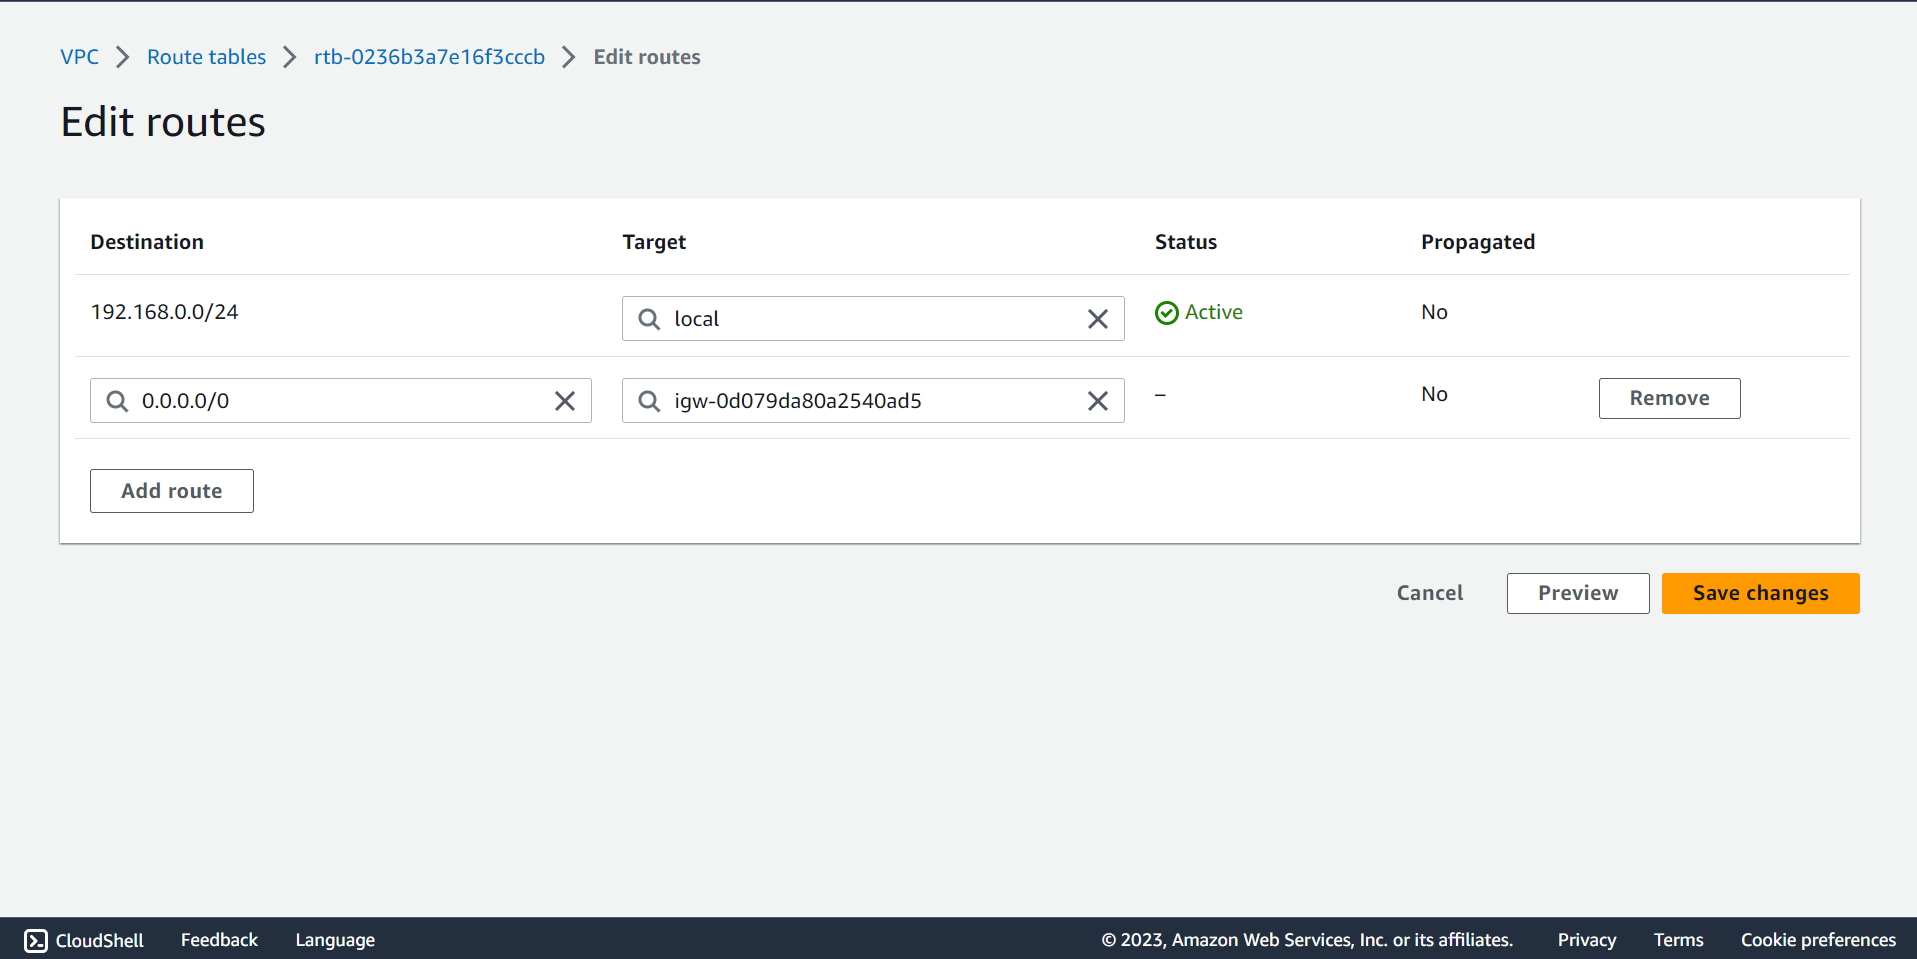 VPC Route tables rtb-0236b3a7e16f3cccb Edit routes
Edit routes
Destination Target Status Propagated
192.168.0.0/24 local Active No
0.0.0.0/0 igw-0d079da80a2540ad5 – No Remove
Add route
Cancel Preview Save changes
CloudShell Feedback Language © 2023, Amazon Web Services, Inc. or its affiliates. Privacy Terms Cookie preferences